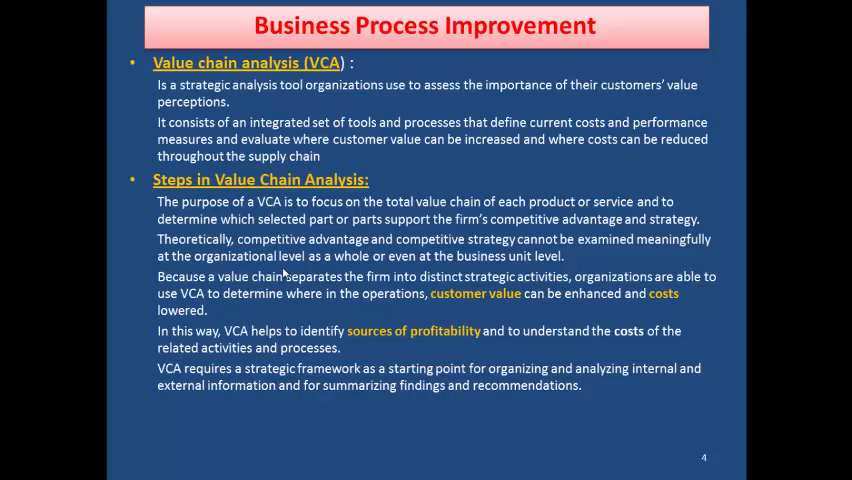 Business Process Improvement
• Value chain analysis (VCA) :
Is a strategic analysis tool organizations use to assess the importance of their customers’ value
perceptions.
It consists of an integrated set of tools and processes that define current costs and performance
measures and evaluate where customer value can be increased and where costs can be reduced
throughout the supply chain
• Steps in Value Chain Analysis:
The purpose of a VCA is to focus on the total value chain of each product or service and to
determine which selected part or parts support the firm’s competitive advantage and strategy.
Theoretically, competitive advantage and competitive strategy cannot be examined meaningfully
at the organizational level as a whole or even at the business unit level.
Because a value chain separates the firm into distinct strategic activities, organizations are able to
use VCA to determine where in the operations, customer value can be enhanced and costs
lowered.
In this way, VCA helps to identify sources of profitability and to understand the costs of the
related activities and processes.
VCA requires a strategic framework as a starting point for organizing and analyzing internal and
external information and for summarizing findings and recommendations.
4